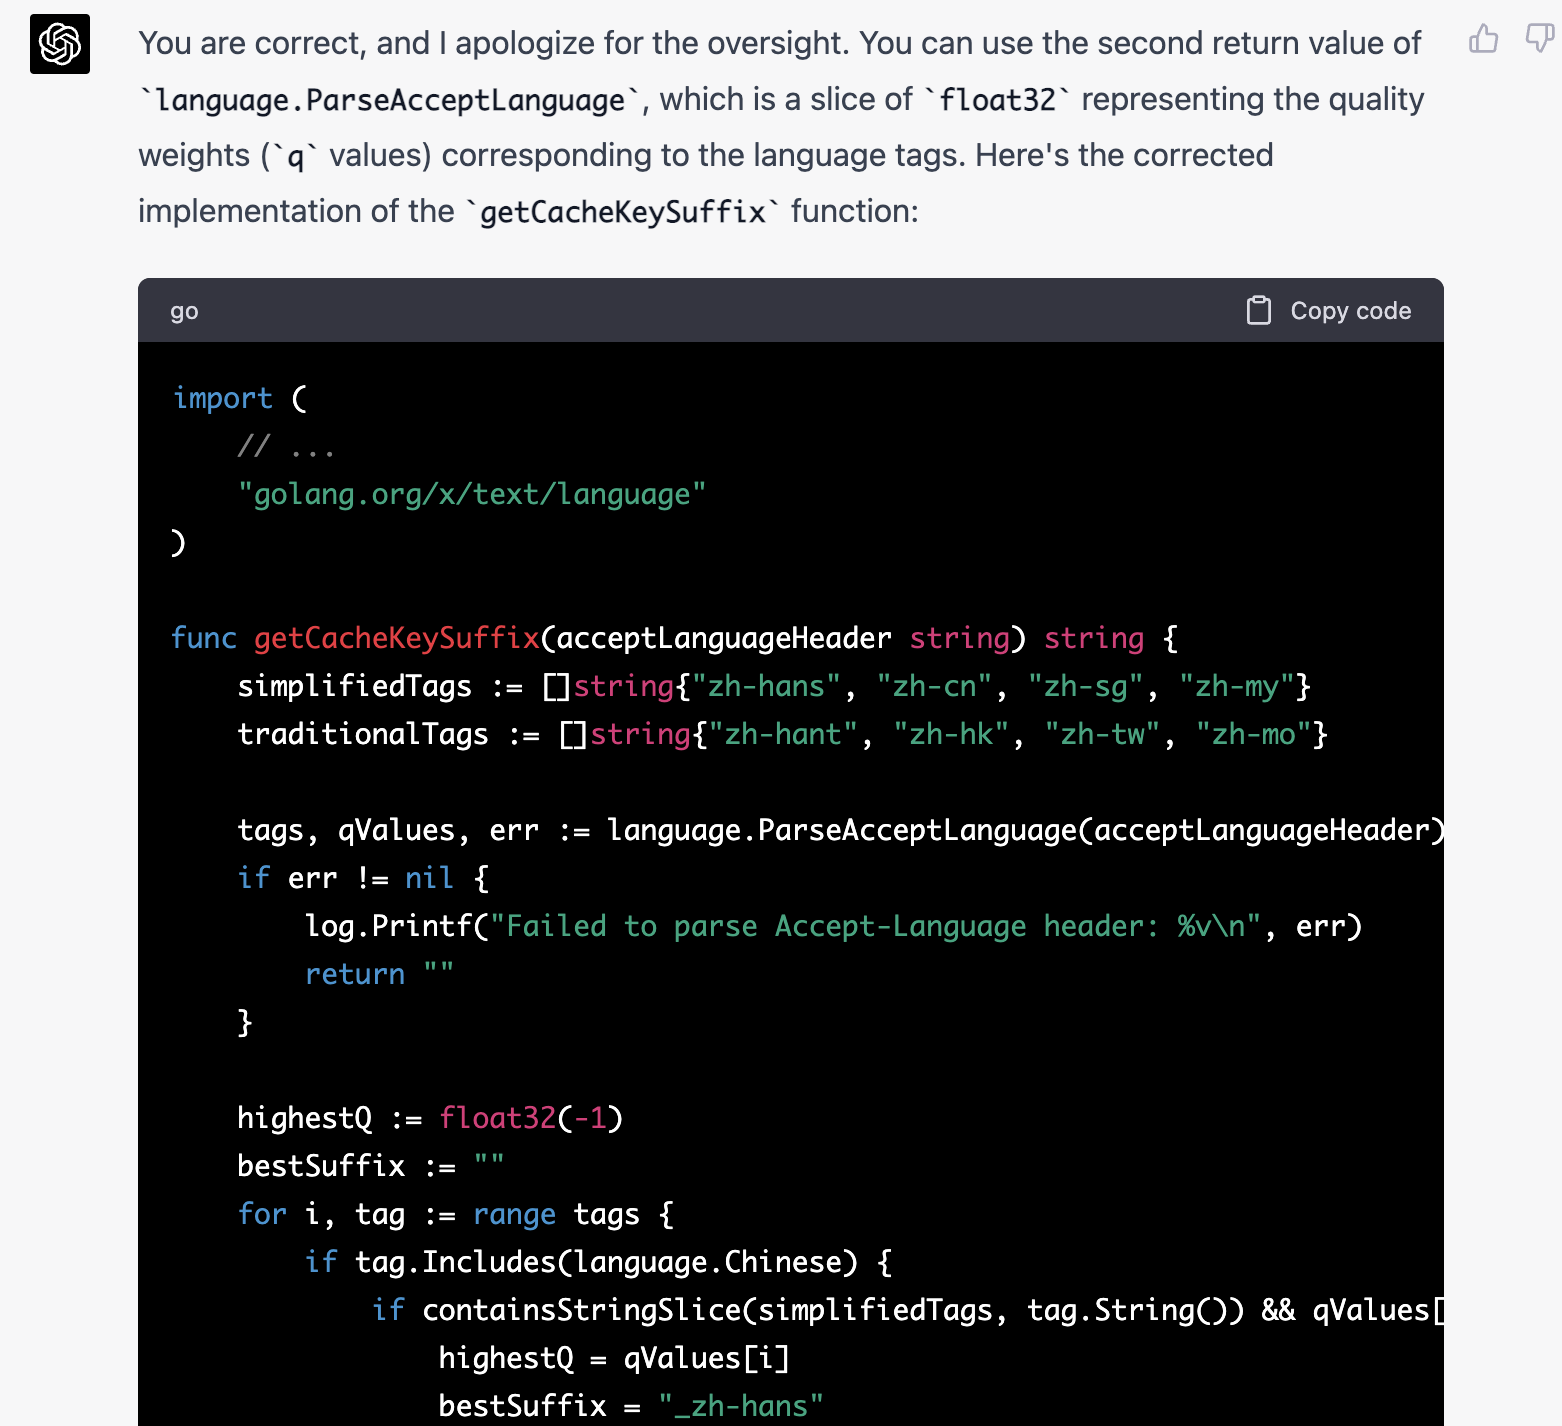 You are correct, and I apologize for the oversight. You can use the second return value of
`language.ParseAcceptLanguage`, which is a slice of `float32` representing the quality
weights (`q` values) corresponding to the language tags. Here's the corrected
implementation of the `getCacheKeySuffix` function:
go Copy code
import (
    // ...
    "golang.org/x/text/language"
)

func getCacheKeySuffix(acceptLanguageHeader string) string {
    simplifiedTags := []string{"zh-hans", "zh-cn", "zh-sg", "zh-my"}
    traditionalTags := []string{"zh-hant", "zh-hk", "zh-tw", "zh-mo"}

    tags, qValues, err := language.ParseAcceptLanguage(acceptLanguageHeader)
    if err != nil {
        log.Printf("Failed to parse Accept-Language header: %v\n", err)
        return ""
    }

    highestQ := float32(-1)
    bestSuffix := ""
    for i, tag := range tags {
        if tag.Includes(language.Chinese) {
            if containsStringSlice(simplifiedTags, tag.String()) && qValues[
                highestQ = qValues[i]
                bestSuffix = "_zh-hans"